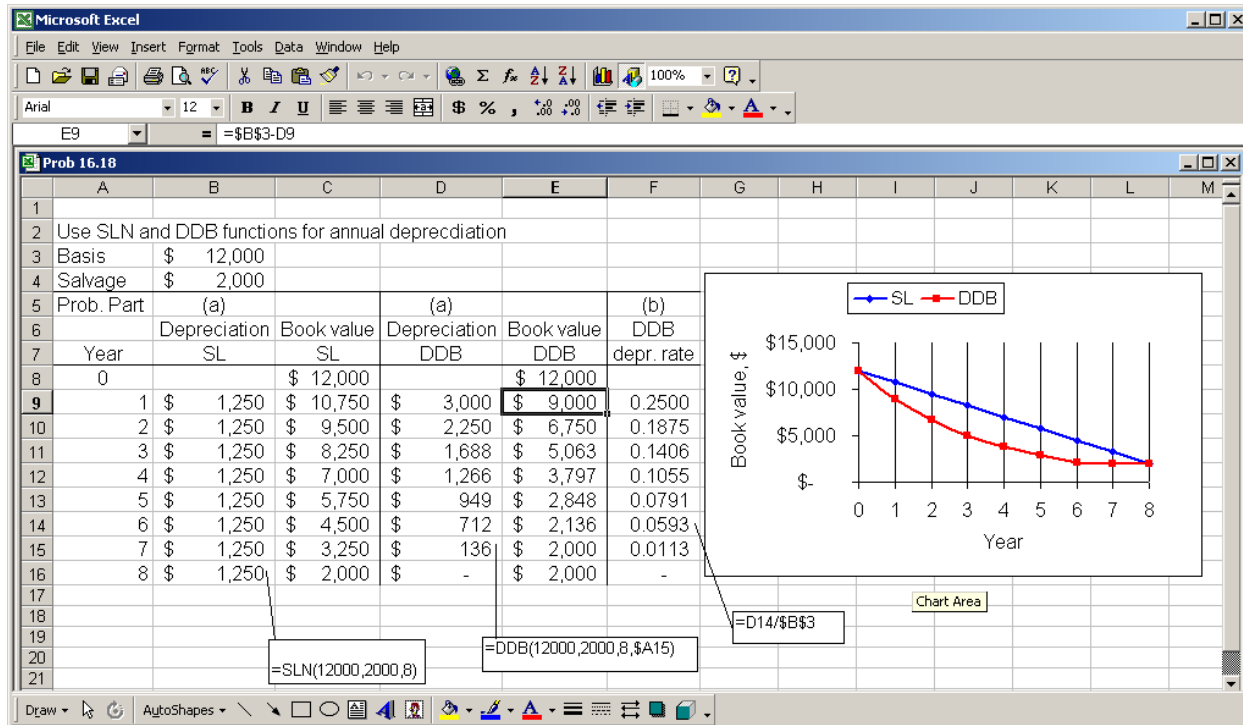 Microsoft Excel
File Edit View Insert Format Tools Data Window Help
ABC Σ fx A Z Z A 100% ?
Arial 12 B I U $ % , .0 .00 .00 .0 A
E9 = =$B$3-D9
Prob 16.18
A B C D E F G H I J K L M
1
2 Use SLN and DDB functions for annual deprecdiation
3 Basis $ 12,000
4 Salvage $ 2,000
5 Prob. Part (a) (a) (b)
6 Depreciation Book value Depreciation Book value DDB
7 Year SL SL DDB DDB depr. rate
8 0 $ 12,000 $ 12,000
9 1 $ 1,250 $ 10,750 $ 3,000 $ 9,000 0.2500
10 2 $ 1,250 $ 9,500 $ 2,250 $ 6,750 0.1875
11 3 $ 1,250 $ 8,250 $ 1,688 $ 5,063 0.1406
12 4 $ 1,250 $ 7,000 $ 1,266 $ 3,797 0.1055
13 5 $ 1,250 $ 5,750 $ 949 $ 2,848 0.0791
14 6 $ 1,250 $ 4,500 $ 712 $ 2,136 0.0593
15 7 $ 1,250 $ 3,250 $ 136 $ 2,000 0.0113
16 8 $ 1,250 $ 2,000 $ - $ 2,000 -
17
18
19
20
21
SL DDB
Book value, $
$15,000
$10,000
$5,000
$-
0 1 2 3 4 5 6 7 8
Year
Chart Area
=D14/$B$3
=DDB(12000,2000,8,$A15)
=SLN(12000,2000,8)
Draw AutoShapes A A